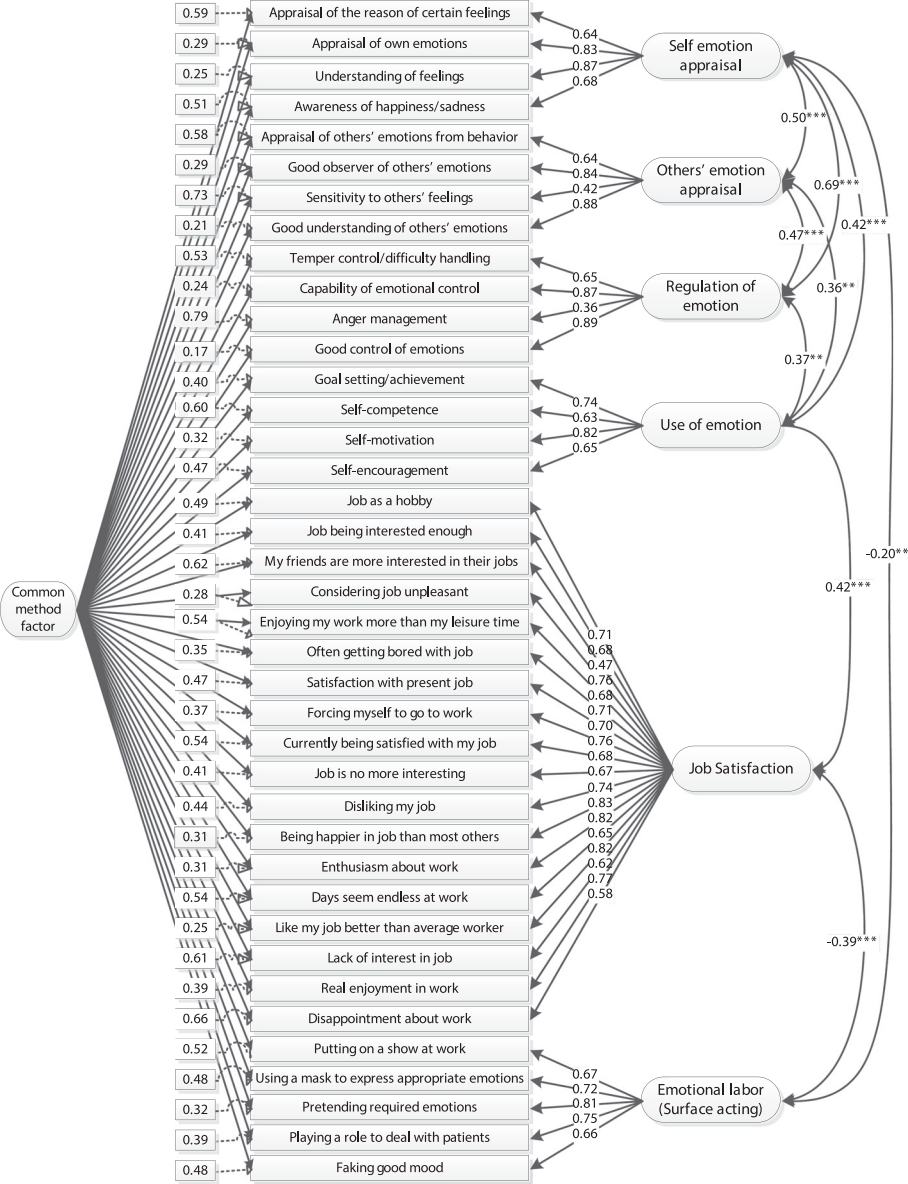 0.59 Appraisal of the reason of certain feelings
0.29 Appraisal of own emotions
0.25 Understanding of feelings
0.51 Awareness of happiness/sadness
0.58 Appraisal of others' emotions from behavior
0.29 Good observer of others' emotions
0.73 Sensitivity to others' feelings
0.21 Good understanding of others' emotions
0.53 Temper control/difficulty handling
0.24 Capability of emotional control
0.79 Anger management
0.17 Good control of emotions
0.40 Goal setting/achievement
0.60 Self-competence
0.32 Self-motivation
0.47 Self-encouragement
0.49 Job as a hobby
0.41 Job being interested enough
0.62 My friends are more interested in their jobs
0.28 Considering job unpleasant
0.54 Enjoying my work more than my leisure time
0.35 Often getting bored with job
0.47 Satisfaction with present job
0.37 Forcing myself to go to work
0.54 Currently being satisfied with my job
0.41 Job is no more interesting
0.44 Disliking my job
0.31 Being happier in job than most others
0.31 Enthusiasm about work
0.54 Days seem endless at work
0.25 Like my job better than average worker
0.61 Lack of interest in job
0.39 Real enjoyment in work
0.66 Disappointment about work
0.52 Putting on a show at work
0.48 Using a mask to express appropriate emotions
0.32 Pretending required emotions
0.39 Playing a role to deal with patients
0.48 Faking good mood
Common
method
factor
0.64
0.83
0.87
0.68
Self emotion
appraisal
0.64
0.84
0.42
0.88
Others' emotion
appraisal
0.65
0.87
0.36
0.89
Regulation of
emotion
0.74
0.63
0.82
0.65
Use of emotion
0.71
0.68
0.47
0.76
0.68
0.71
0.70
0.76
0.68
0.67
0.74
0.83
0.82
0.65
0.82
0.62
0.77
0.58
Job Satisfaction
0.67
0.72
0.81
0.75
0.66
Emotional labor
(Surface acting)
0.50***
0.69***
0.42***
0.47***
0.36**
0.37**
-0.20**
0.42***
-0.39***